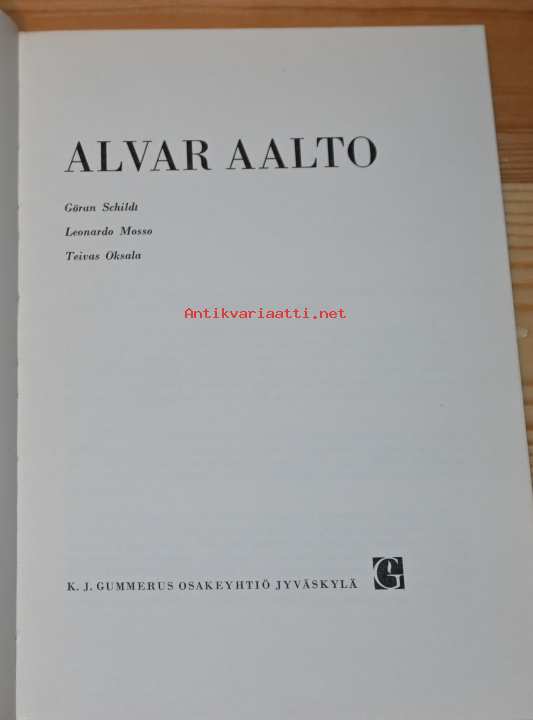 ALVAR AALTO
Göran Schildt
Leonardo Mosso
Teivas Oksala
Antikvariaatti.net
K. J. GUMMERUS OSAKEYHTIÖ JYVÄSKYLÄ G